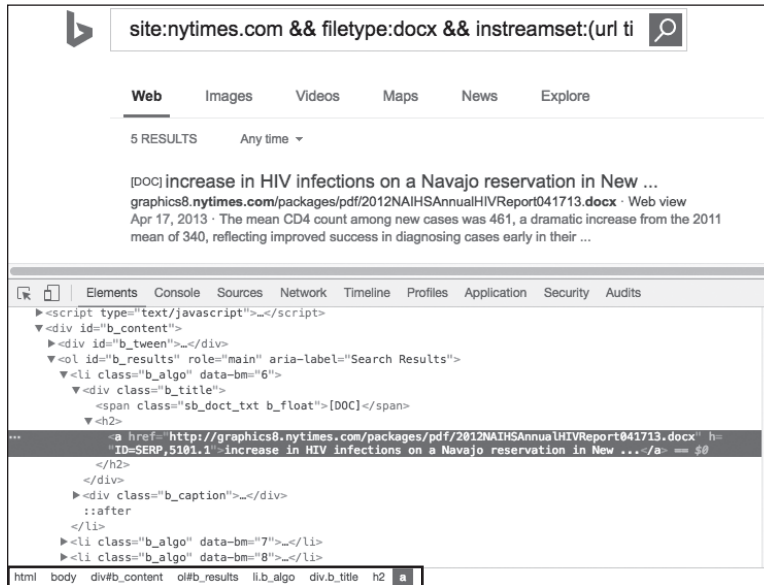 site:nytimes.com && filetype:docx && instreamset:(url ti
Web Images Videos Maps News Explore
5 RESULTS Any time
[DOC] increase in HIV infections on a Navajo reservation in New ...
graphics8.nytimes.com/packages/pdf/2012NAIHSAnnualHIVReport041713.docx · Web view
Apr 17, 2013 · The mean CD4 count among new cases was 461, a dramatic increase from the 2011
mean of 340, reflecting improved success in diagnosing cases early in their ...
Elements Console Sources Network Timeline Profiles Application Security Audits
▶<script type="text/javascript">…</script>
▼<div id="b_content">
▶<div id="b_tween">…</div>
▼<ol id="b_results" role="main" aria-label="Search Results">
▼<li class="b_algo" data-bm="6">
▼<div class="b_title">
<span class="sb_doct_txt b_float">[DOC]</span>
▼<h2>
… <a href="http://graphics8.nytimes.com/packages/pdf/2012NAIHSAnnualHIVReport041713.docx" h=
"ID=SERP,5101.1">increase in HIV infections on a Navajo reservation in New ...</a> == $0
</h2>
</div>
▶<div class="b_caption">…</div>
::after
</li>
▶<li class="b_algo" data-bm="7">…</li>
▶<li class="b_algo" data-bm="8">…</li>
html body div#b_content ol#b_results li.b_algo div.b_title h2 a